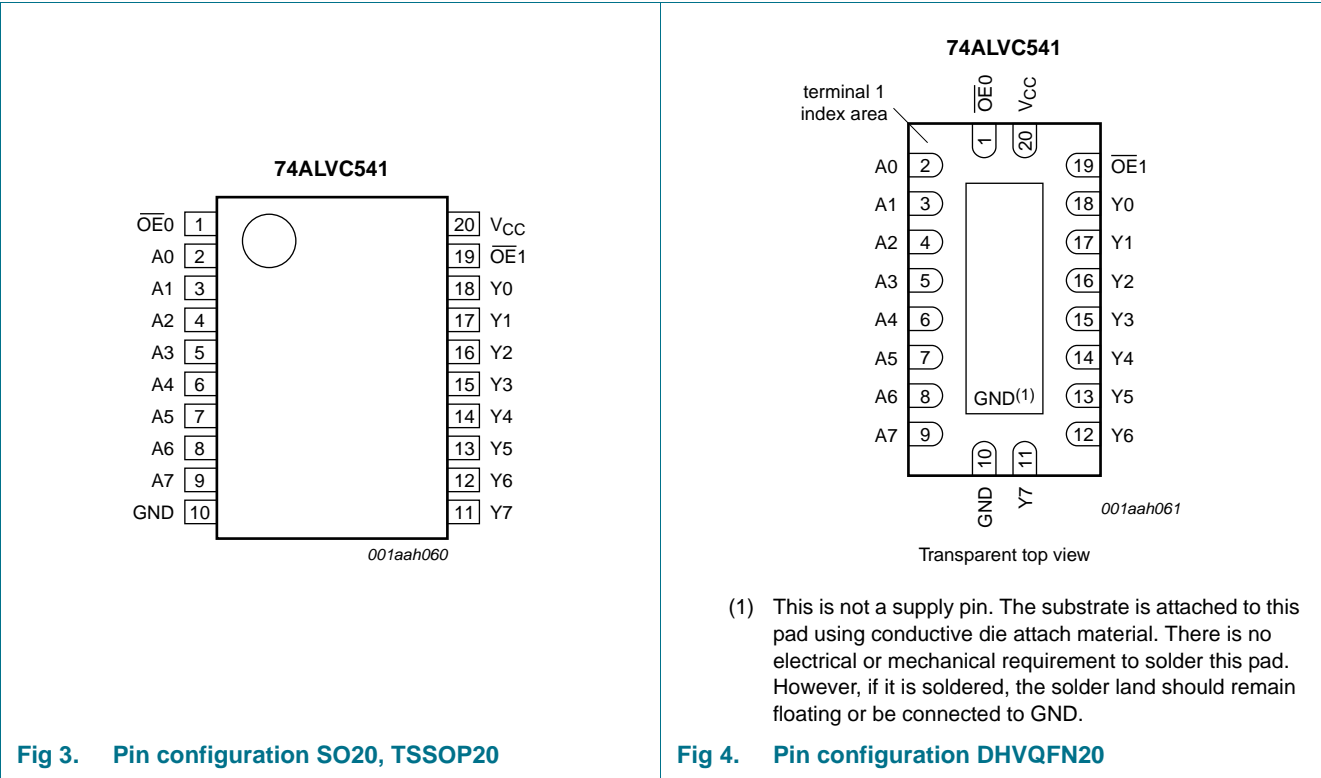 74ALVC541
OE0 1
A0 2
A1 3
A2 4
A3 5
A4 6
A5 7
A6 8
A7 9
GND 10
20 VCC
19 OE1
18 Y0
17 Y1
16 Y2
15 Y3
14 Y4
13 Y5
12 Y6
11 Y7
001aah060
Fig 3. Pin configuration SO20, TSSOP20
74ALVC541
terminal 1
index area
OE0
VCC
1
20
A0 2
A1 3
A2 4
A3 5
A4 6
A5 7
A6 8
A7 9
19 OE1
18 Y0
17 Y1
16 Y2
15 Y3
14 Y4
13 Y5
12 Y6
GND(1)
10
11
GND
Y7
001aah061
Transparent top view
(1) This is not a supply pin. The substrate is attached to this
pad using conductive die attach material. There is no
electrical or mechanical requirement to solder this pad.
However, if it is soldered, the solder land should remain
floating or be connected to GND.
Fig 4. Pin configuration DHVQFN20